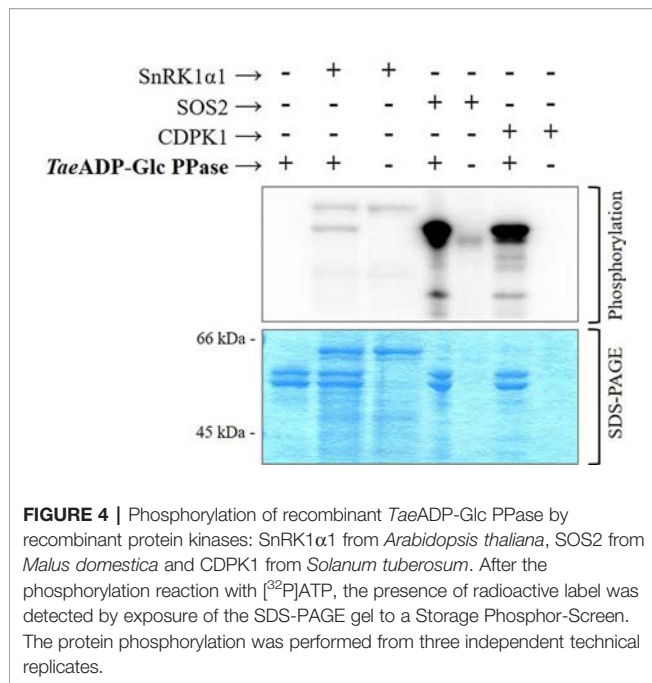 SnRK1α1 → - + + - - - -
SOS2 → - - - + + - -
CDPK1 → - - - - - + +
TaeADP-Glc PPase → + + - + - + -
Phosphorylation
66 kDa -
45 kDa -
SDS-PAGE
FIGURE 4 | Phosphorylation of recombinant TaeADP-Glc PPase by
recombinant protein kinases: SnRK1α1 from Arabidopsis thaliana, SOS2 from
Malus domestica and CDPK1 from Solanum tuberosum. After the
phosphorylation reaction with [³²P]ATP, the presence of radioactive label was
detected by exposure of the SDS-PAGE gel to a Storage Phosphor-Screen.
The protein phosphorylation was performed from three independent technical
replicates.